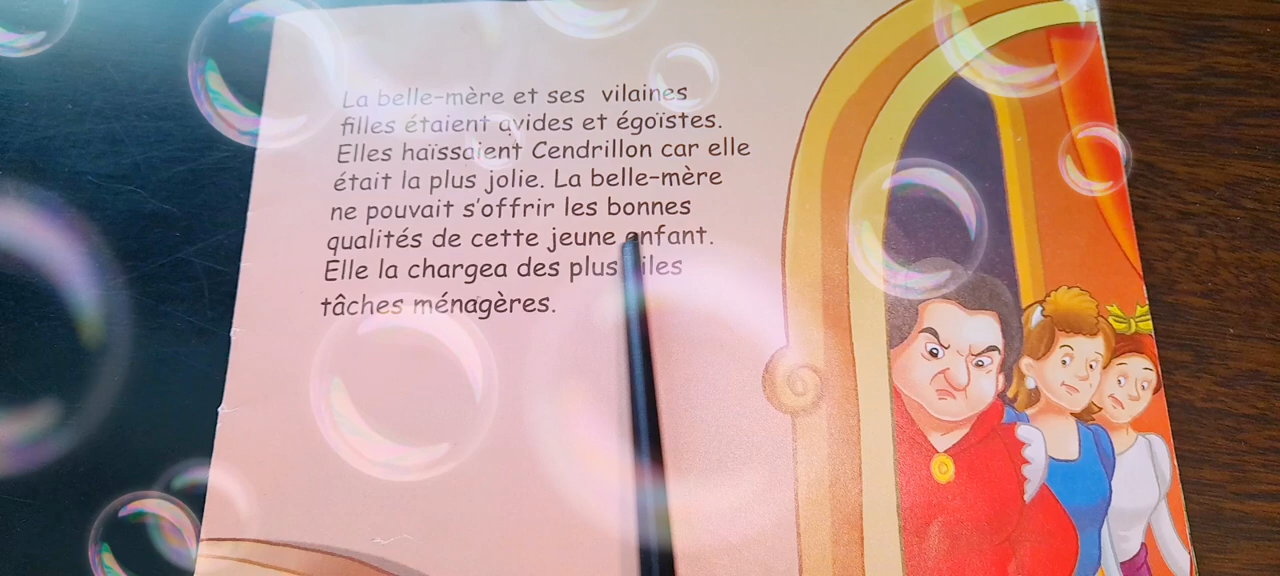 La belle-mère et ses vilaines
filles étaient avides et égoïstes.
Elles haïssaient Cendrillon car elle
était la plus jolie. La belle-mère
ne pouvait s'offrir les bonnes
qualités de cette jeune enfant.
Elle la chargea des plus
tâches ménagères.